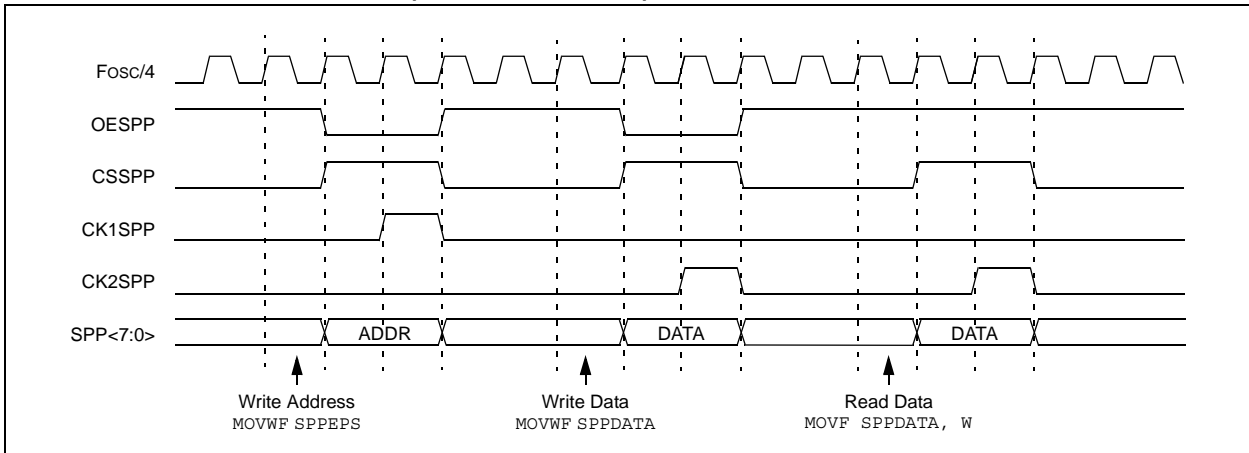 Fosc/4
OESPP
CSSPP
CK1SPP
CK2SPP
SPP<7:0>
ADDR
DATA
DATA
Write Address
MOVWF SPPEPS
Write Data
MOVWF SPPDATA
Read Data
MOVF SPPDATA, W